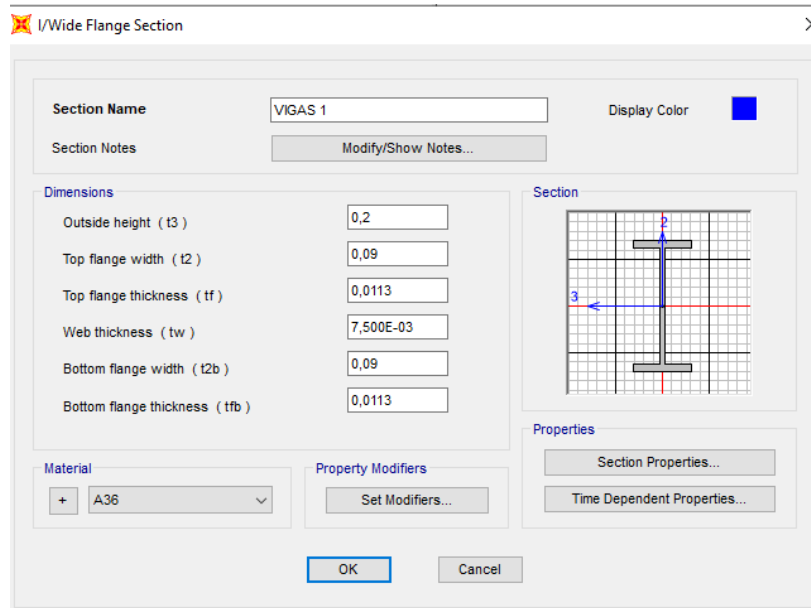 I/Wide Flange Section
Section Name VIGAS 1 Display Color
Section Notes Modify/Show Notes...
Dimensions
Outside height ( t3 ) 0,2
Top flange width ( t2 ) 0,09
Top flange thickness ( tf ) 0,0113
Web thickness ( tw ) 7,500E-03
Bottom flange width ( t2b ) 0,09
Bottom flange thickness ( tfb ) 0,0113
Section
2
3
Material
+ A36
Property Modifiers
Set Modifiers...
Properties
Section Properties...
Time Dependent Properties...
OK Cancel